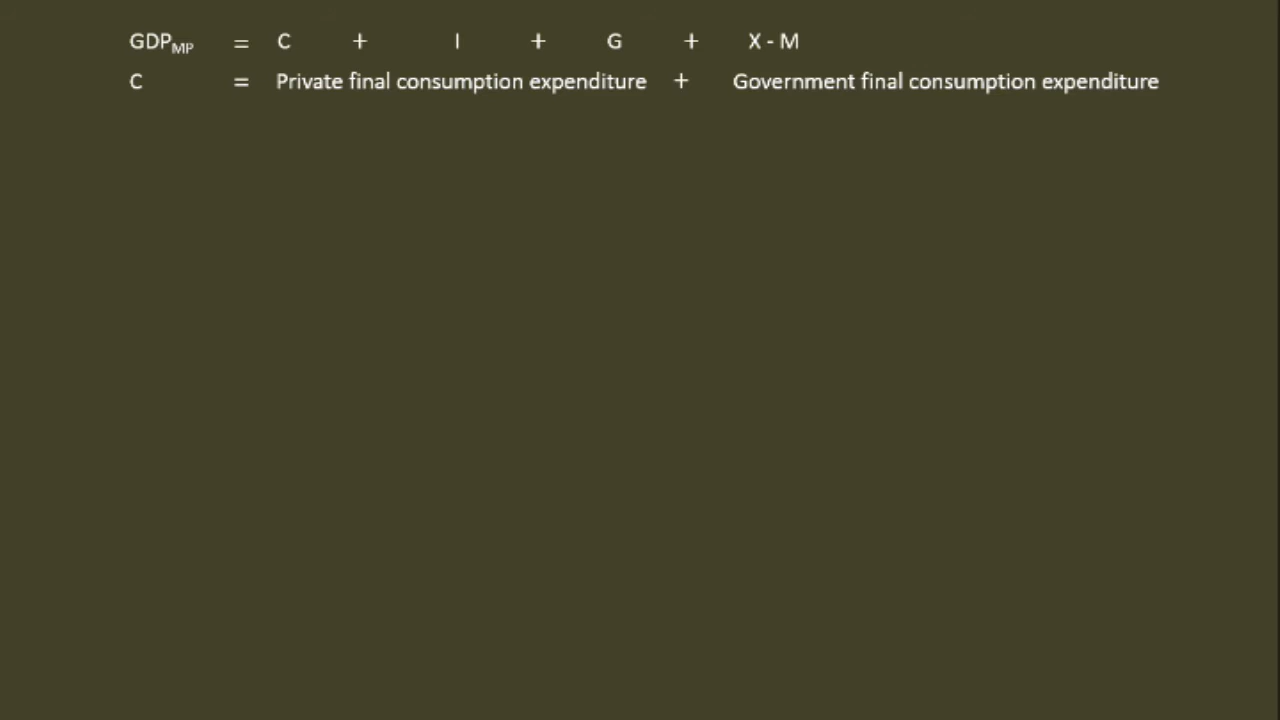 GDPMP = C + I + G + X - M
C = Private final consumption expenditure + Government final consumption expenditure